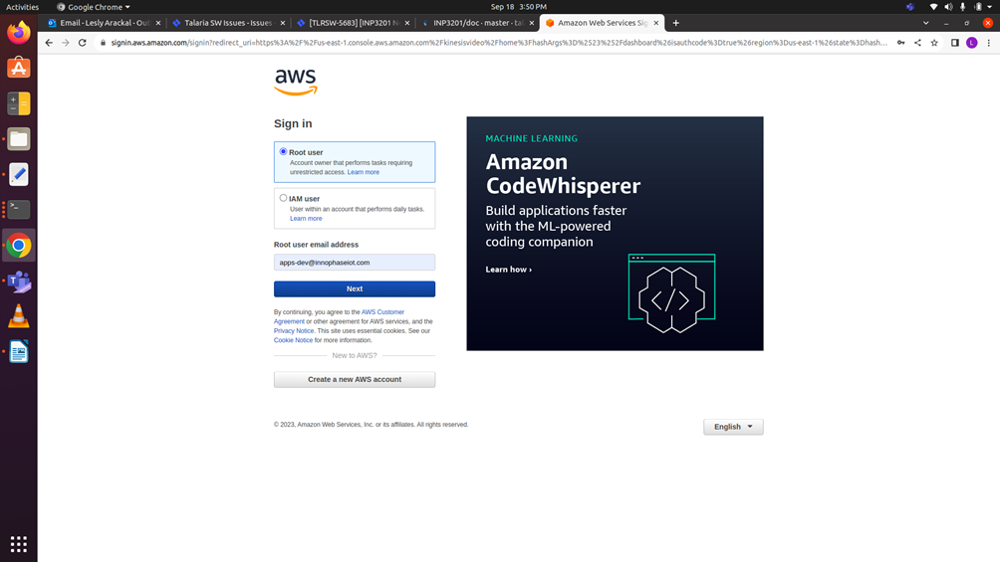 Activities
Google Chrome
Sep 18 3:50 PM
Email - Lesly Arackal - Out
Talaria SW Issues - Issues
[TLRSW-5683] [INP3201 N
INP3201/doc · master · ta
Amazon Web Services Sig
signin.aws.amazon.com/signin?redirect_uri=https%3A%2F%2Fus-east-1.console.aws.amazon.com%2Fkinesisvideo%2Fhome%3FhashArgs%3D%2523%252Fdashboard%26isauthcode%3Dtrue%26region%3Dus-east-1%26state%3Dhash...
L
aws
Sign in
Root user
Account owner that performs tasks requiring
unrestricted access. Learn more
IAM user
User within an account that performs daily tasks.
Learn more
Root user email address
apps-dev@innophaseiot.com
Next
By continuing, you agree to the AWS Customer
Agreement or other agreement for AWS services, and the
Privacy Notice. This site uses essential cookies. See our
Cookie Notice for more information.
New to AWS?
Create a new AWS account
MACHINE LEARNING
Amazon
CodeWhisperer
Build applications faster
with the ML-powered
coding companion
Learn how ›
© 2023, Amazon Web Services, Inc. or its affiliates. All rights reserved.
English